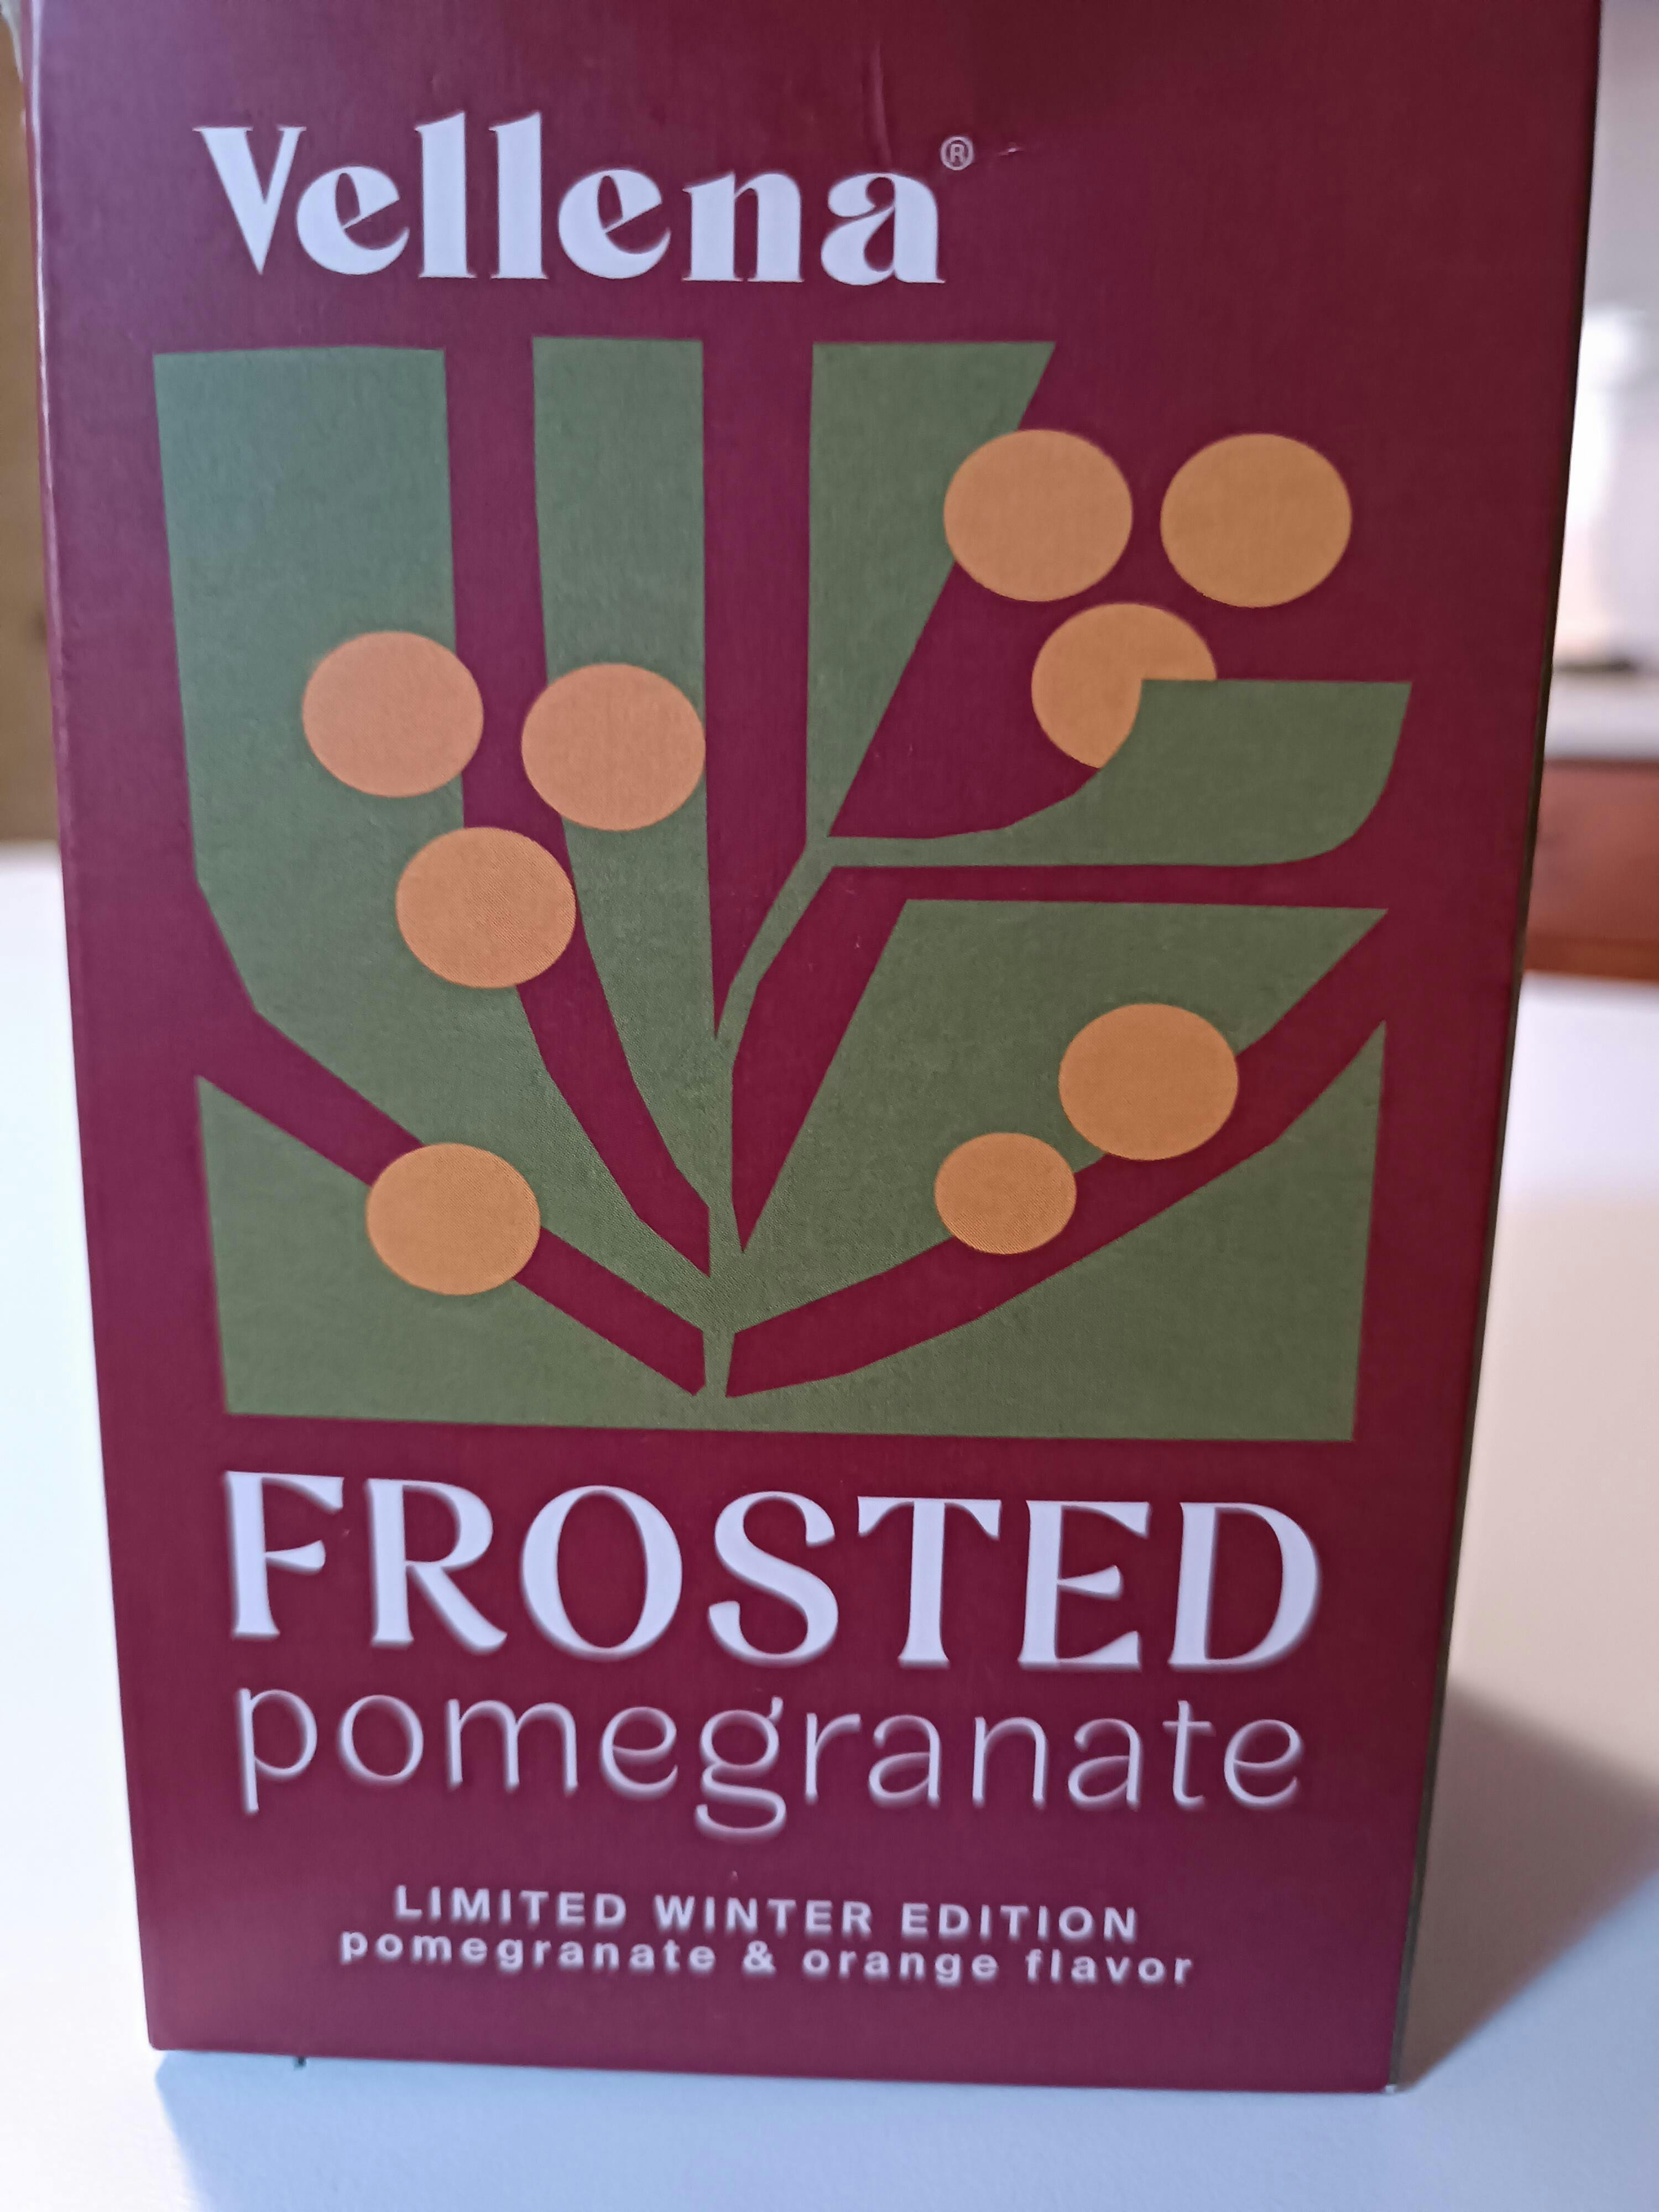 Vellena®
FROSTED
pomegranate
LIMITED WINTER EDITION
pomegranate & orange flavor